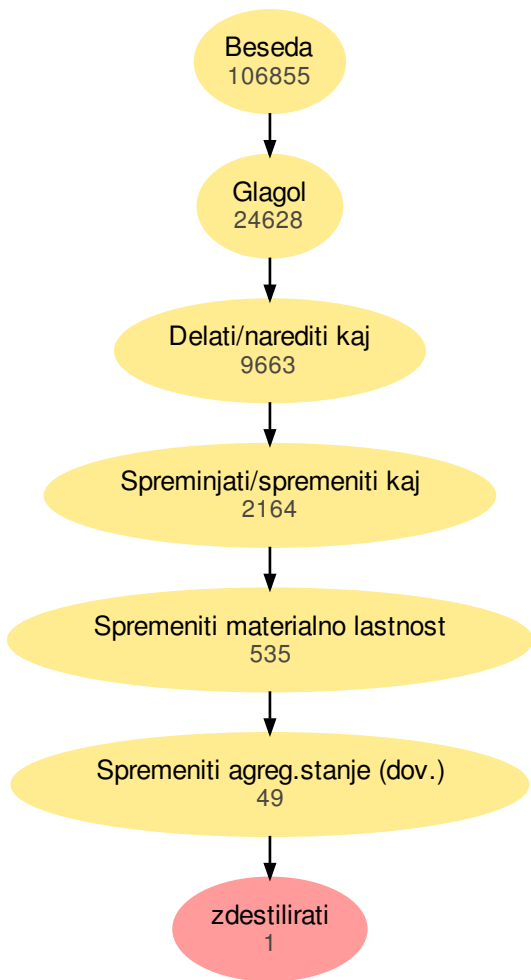 Beseda
106855
Glagol
24628
Delati/narediti kaj
9663
Spreminjati/spremeniti kaj
2164
Spremeniti materialno lastnost
535
Spremeniti agreg.stanje (dov.)
49
zdestilirati
1